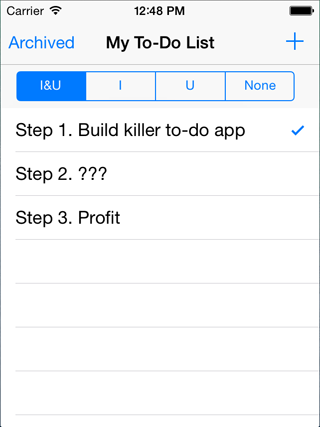 Carrier 12:48 PM
Archived My To-Do List +
I&U I U None
Step 1. Build killer to-do app
Step 2. ???
Step 3. Profit